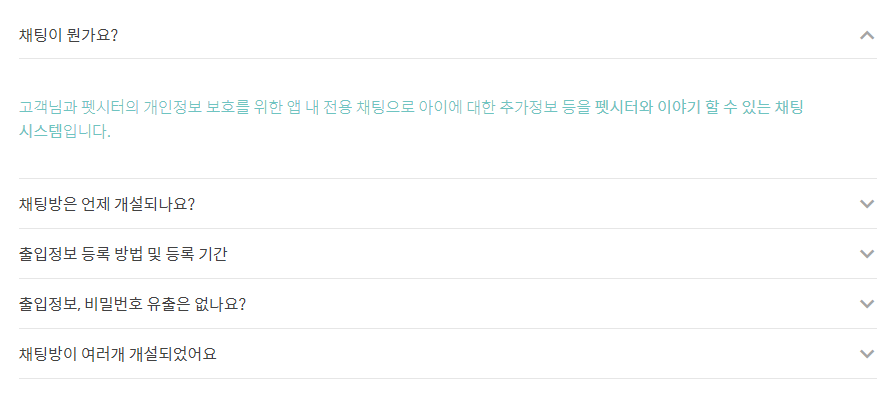 채팅이 뭔가요?
고객님과 펫시터의 개인정보 보호를 위한 앱 내 전용 채팅으로 아이에 대한 추가정보 등을 펫시터와 이야기 할 수 있는 채팅
시스템입니다.
채팅방은 언제 개설되나요?
출입정보 등록 방법 및 등록 기간
출입정보, 비밀번호 유출은 없나요?
채팅방이 여러개 개설되었어요